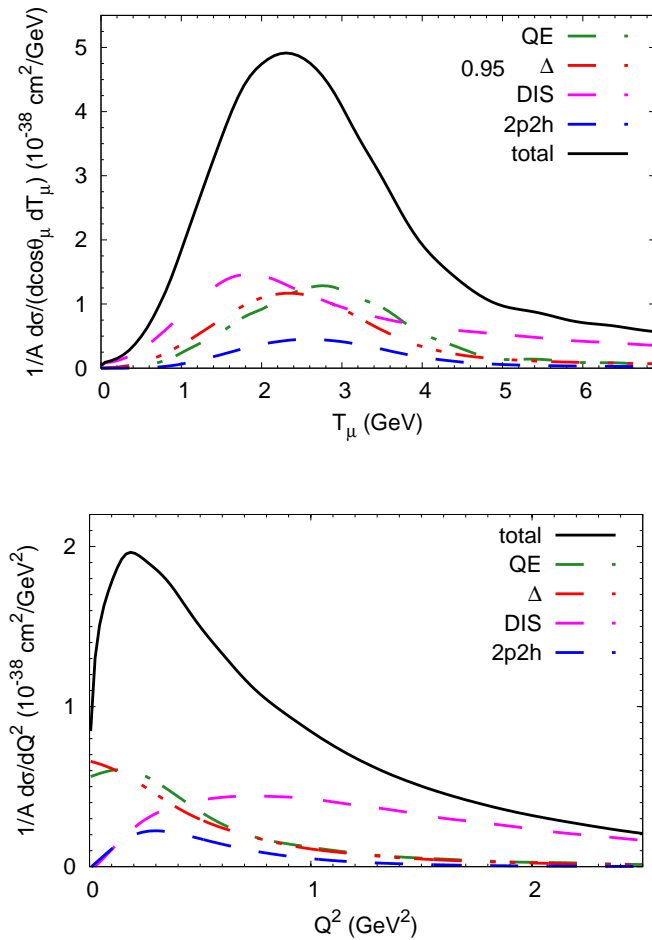 1/A dσ/(dcosθμ dTμ) (10⁻³⁸ cm²/GeV)
5
4
3
2
1
0
QE
0.95 Δ
DIS
2p2h
total
0 1 2 3 4 5 6
Tμ (GeV)
1/A dσ/dQ² (10⁻³⁸ cm²/GeV²)
2
1
0
total
QE
Δ
DIS
2p2h
0 1 2
Q² (GeV²)